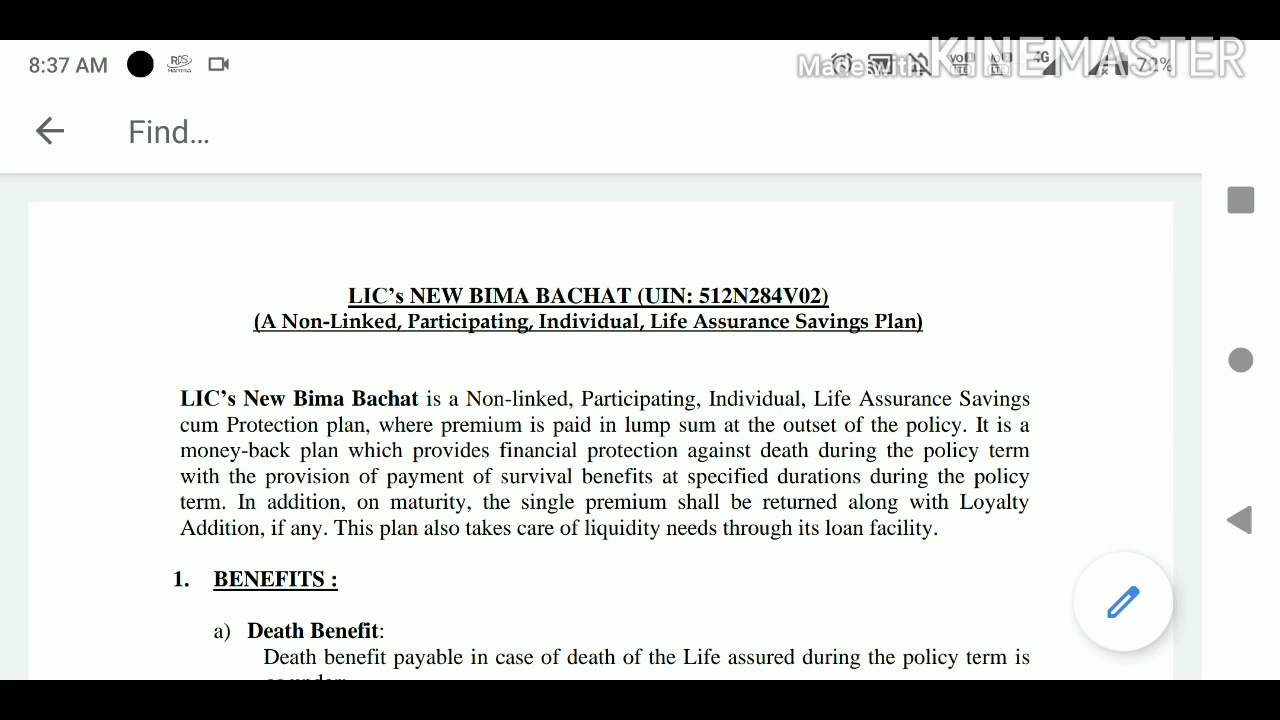 8:37 AM
Made with KINEMASTER
4G
72%
Find...
LIC's NEW BIMA BACHAT (UIN: 512N284V02)
(A Non-Linked, Participating, Individual, Life Assurance Savings Plan)
LIC's New Bima Bachat is a Non-linked, Participating, Individual, Life Assurance Savings
cum Protection plan, where premium is paid in lump sum at the outset of the policy. It is a
money-back plan which provides financial protection against death during the policy term
with the provision of payment of survival benefits at specified durations during the policy
term. In addition, on maturity, the single premium shall be returned along with Loyalty
Addition, if any. This plan also takes care of liquidity needs through its loan facility.
1. BENEFITS :
a) Death Benefit:
Death benefit payable in case of death of the Life assured during the policy term is